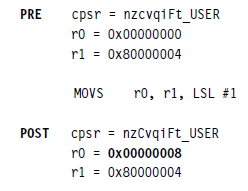 PRE cpsr = nzcvqiFt_USER
r0 = 0x00000000
r1 = 0x80000004
MOVS r0, r1, LSL #1
POST cpsr = nzCvqiFt_USER
r0 = 0x00000008
r1 = 0x80000004